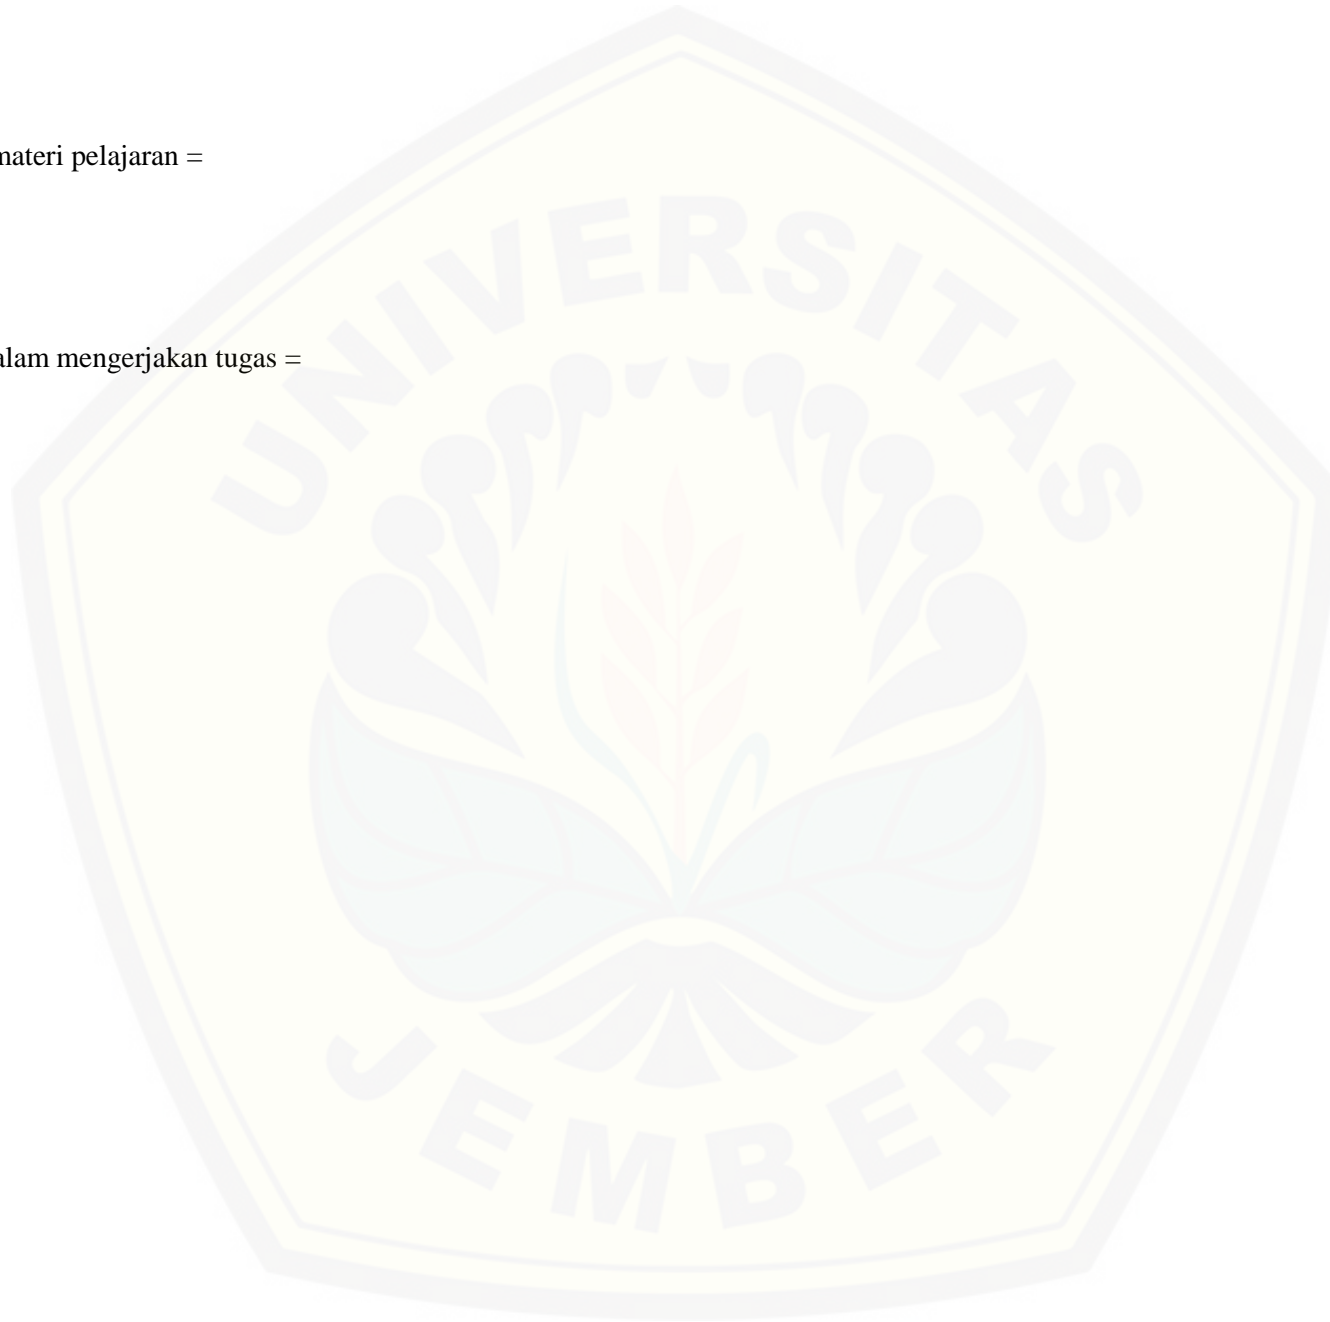 materi pelajaran =
alam mengerjakan tugas =
UNIVERSITAS
JEMBER